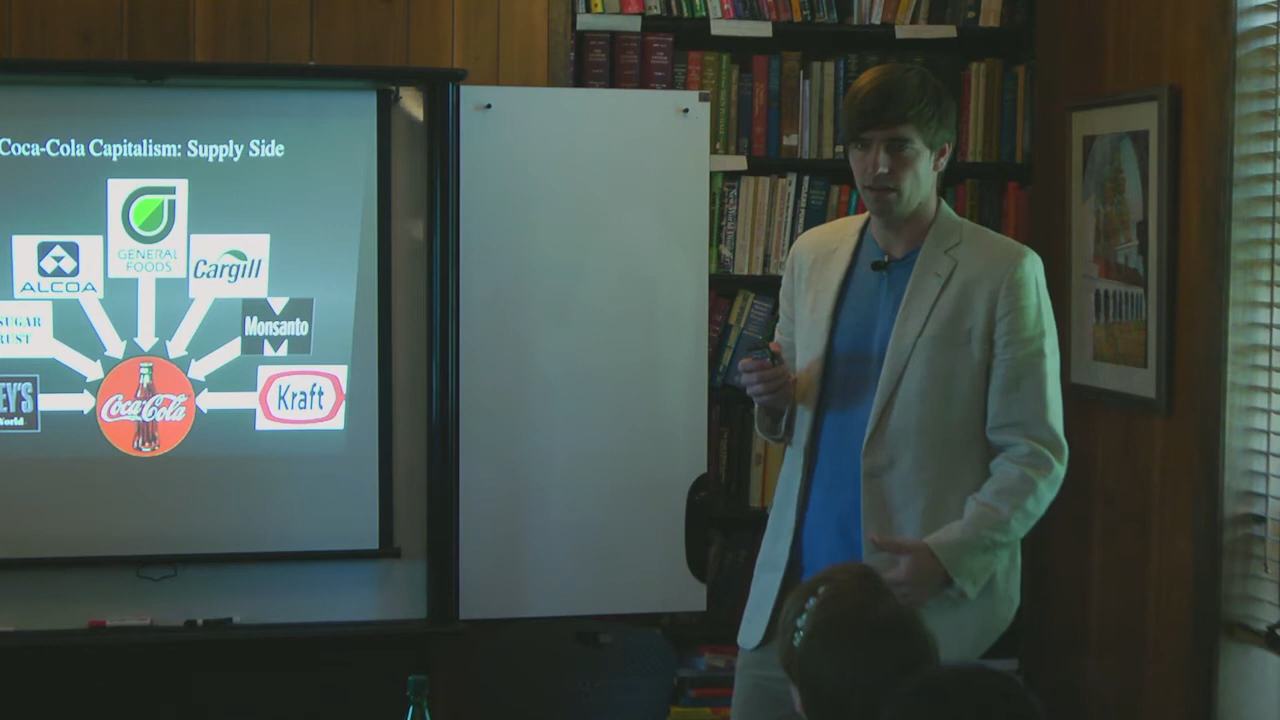 Coca-Cola Capitalism: Supply Side
GENERAL
FOODS
ALCOA
Cargill
SUGAR
RUST
Monsanto
EY'S
World
Coca-Cola
Kraft